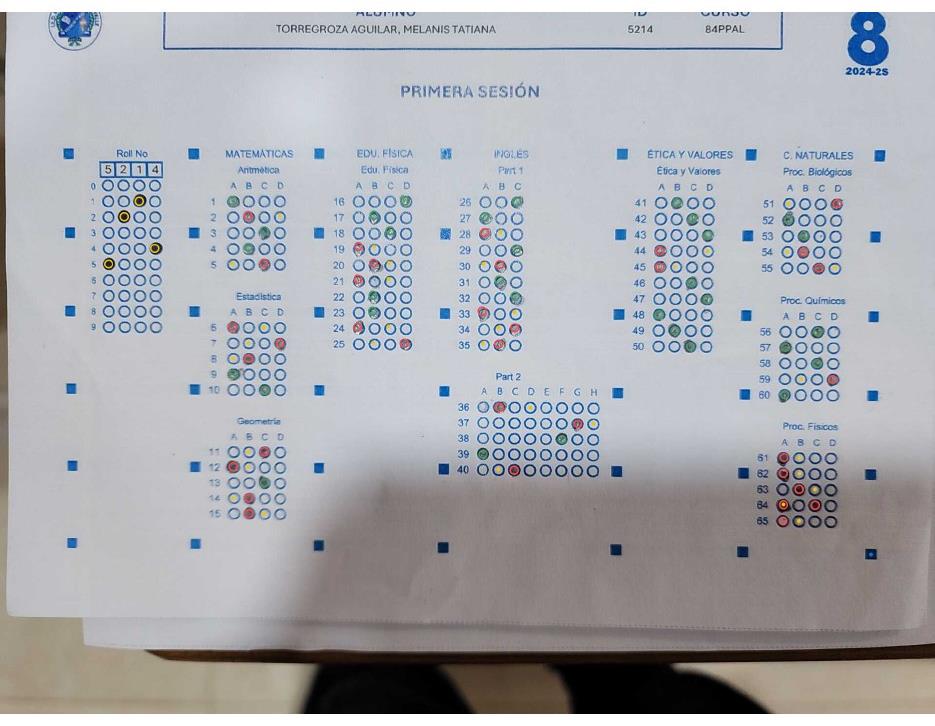 ALUMNO ID CURSO
TORREGROZA AGUILAR, MELANIS TATIANA 5214 84PPAL
8
2024-2S
PRIMERA SESIÓN
Roll No
5 2 1 4
0
1
2
3
4
5
6
7
8
9
MATEMÁTICAS
Aritmética
A B C D
1
2
3
4
5
Estadística
A B C D
6
7
8
9
10
Geometría
A B C D
11
12
13
14
15
EDU. FÍSICA
Edu. Física
A B C D
16
17
18
19
20
21
22
23
24
25
INGLÉS
Part 1
A B C
26
27
28
29
30
31
32
33
34
35
Part 2
A B C D E F G H
36
37
38
39
40
ÉTICA Y VALORES
Ética y Valores
A B C D
41
42
43
44
45
46
47
48
49
50
C. NATURALES
Proc. Biológicos
A B C D
51
52
53
54
55
Proc. Químicos
A B C D
56
57
58
59
60
Proc. Físicos
A B C D
61
62
63
64
65